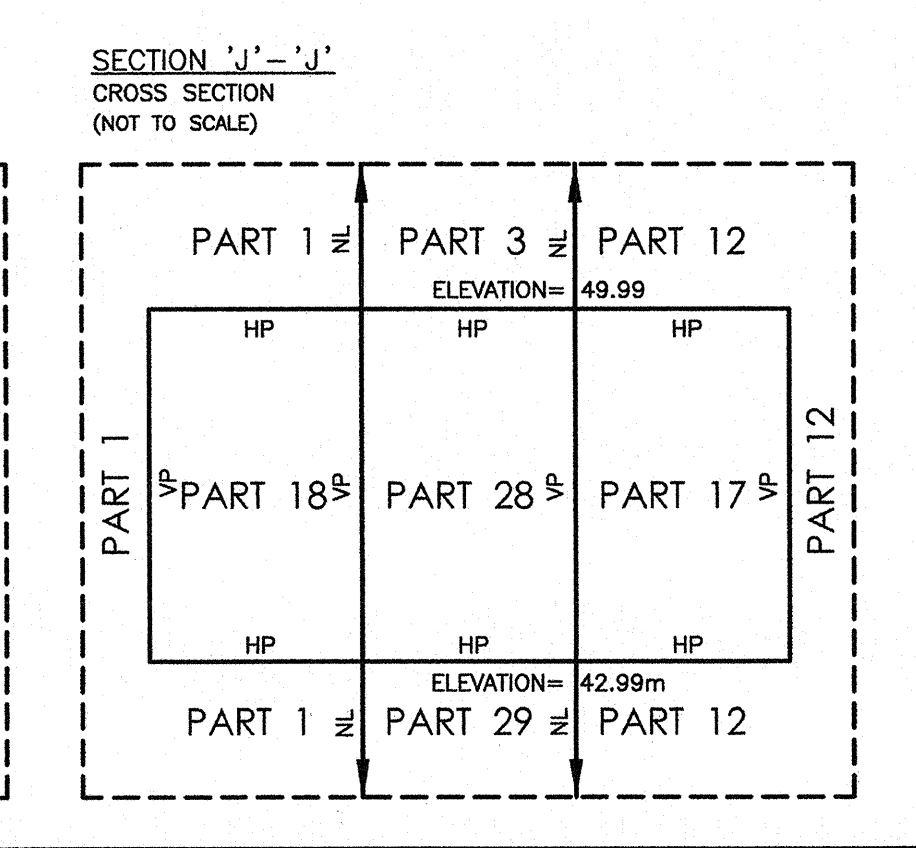 SECTION 'J'-'J'
CROSS SECTION
(NOT TO SCALE)
PART 1 NL PART 3 NL PART 12
ELEVATION= 49.99
HP HP HP
PART 1
VP PART 18 VP PART 28 VP PART 17 VP
PART 12
HP HP HP
ELEVATION= 42.99m
PART 1 NL PART 29 NL PART 12